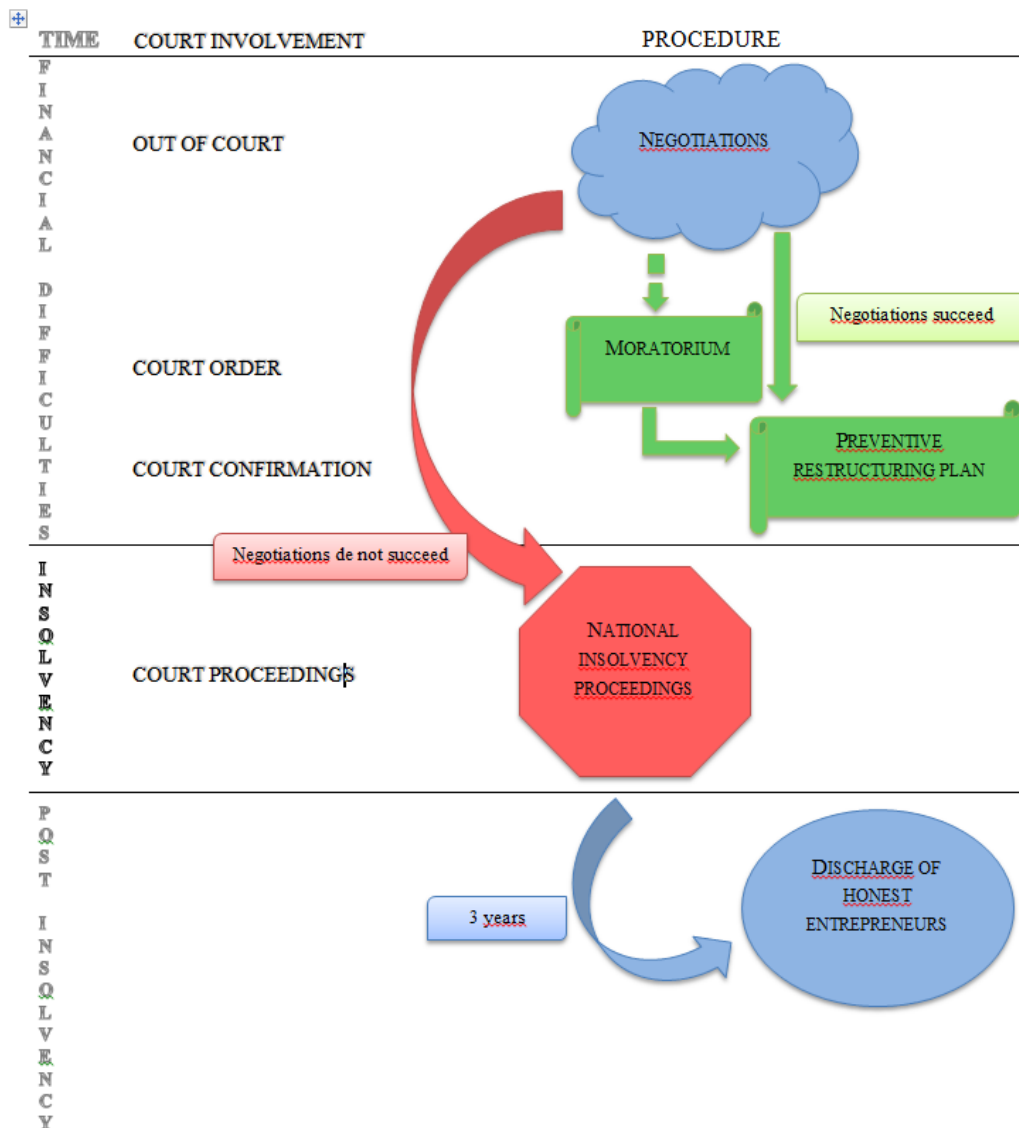 TIME COURT INVOLVEMENT PROCEDURE
FINANCIAL DIFFICULTIES
OUT OF COURT
NEGOTIATIONS
Negotiations succeed
COURT ORDER
MORATORIUM
COURT CONFIRMATION
PREVENTIVE
RESTRUCTURING PLAN
Negotiations de not succeed
INSOLVENCY
COURT PROCEEDINGS
NATIONAL
INSOLVENCY
PROCEEDINGS
POST INSOLVENCY
3 years
DISCHARGE OF
HONEST
ENTREPRENEURS